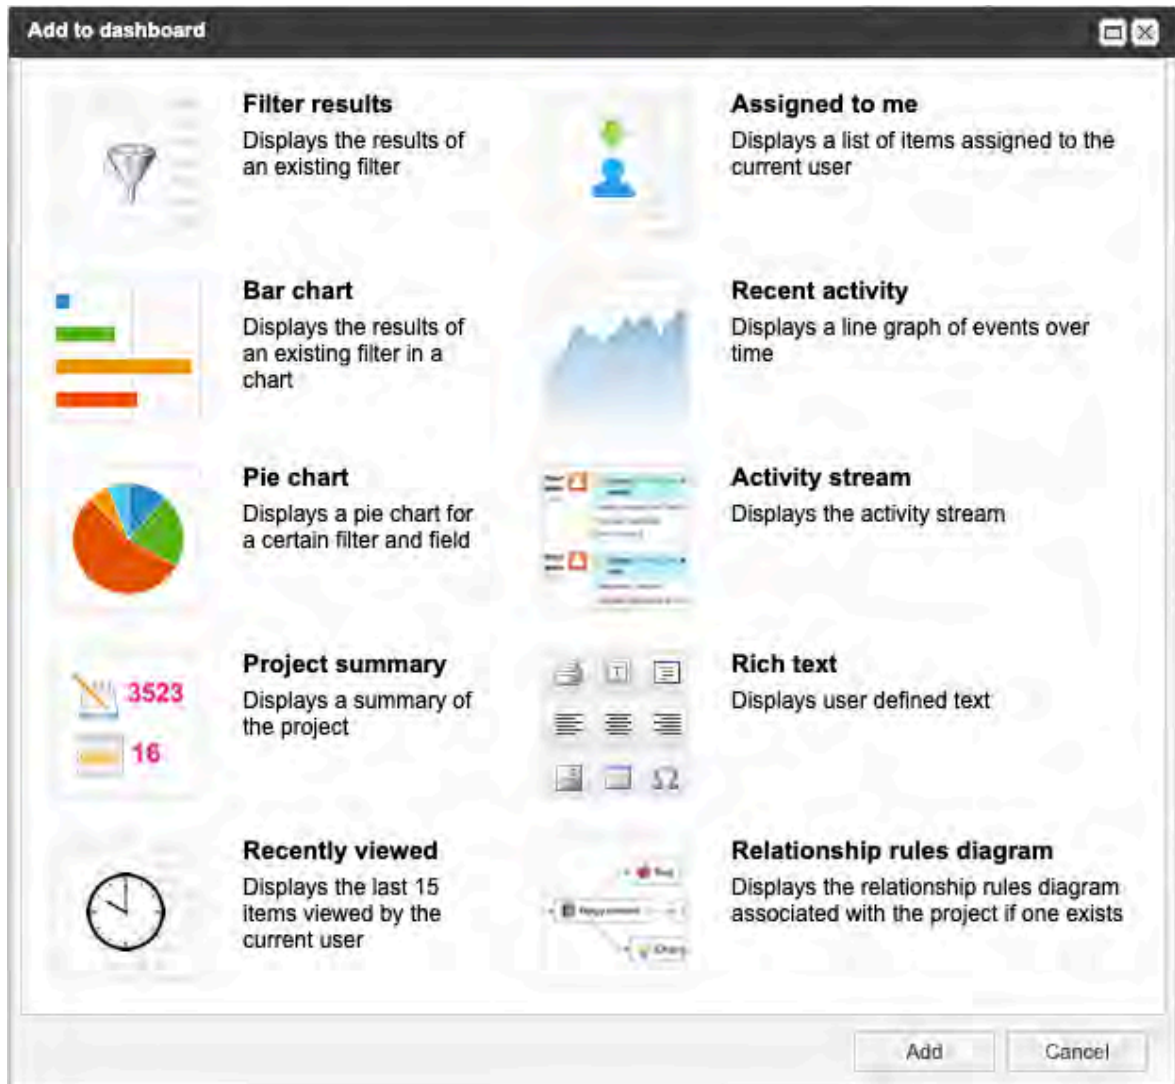 Add to dashboard
Filter results
Displays the results of
an existing filter
Assigned to me
Displays a list of items assigned to the
current user
Bar chart
Displays the results of
an existing filter in a
chart
Recent activity
Displays a line graph of events over
time
Pie chart
Displays a pie chart for
a certain filter and field
Activity stream
Displays the activity stream
Project summary
Displays a summary of
the project
3523
16
Rich text
Displays user defined text
T
Ω
Recently viewed
Displays the last 15
items viewed by the
current user
Relationship rules diagram
Displays the relationship rules diagram
associated with the project if one exists
Add
Cancel